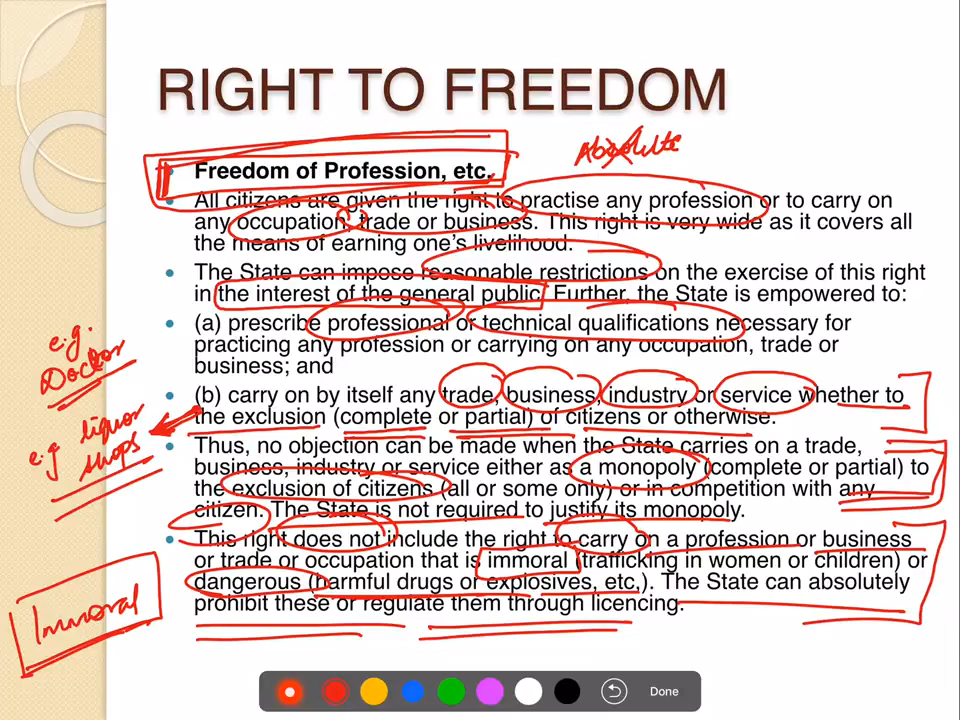 RIGHT TO FREEDOM
Absolute
Freedom of Profession, etc.
All citizens are given the right to practise any profession or to carry on
any occupation, trade or business. This right is very wide as it covers all
the means of earning one's livelihood.
The State can impose reasonable restrictions on the exercise of this right
in the interest of the general public. Further, the State is empowered to:
(a) prescribe professional or technical qualifications necessary for
practicing any profession or carrying on any occupation, trade or
business; and
e.g.
Doctor
(b) carry on by itself any trade, business, industry or service whether to
the exclusion (complete or partial) of citizens or otherwise.
e.g liquor
shops
Thus, no objection can be made when the State carries on a trade,
business, industry or service either as a monopoly (complete or partial) to
the exclusion of citizens (all or some only) or in competition with any
citizen. The State is not required to justify its monopoly.
This right does not include the right to carry on a profession or business
or trade or occupation that is immoral (trafficking in women or children) or
dangerous (harmful drugs or explosives, etc.). The State can absolutely
prohibit these or regulate them through licencing.
Immoral
Done